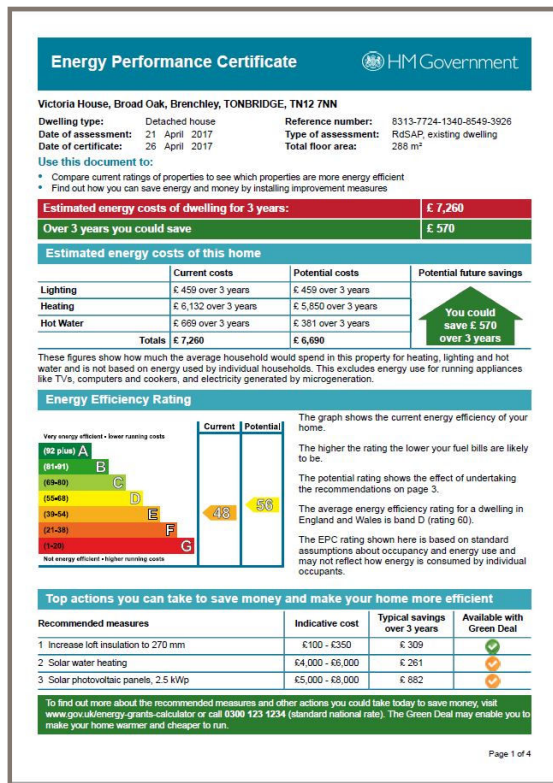 Energy Performance Certificate
HM Government
Victoria House, Broad Oak, Brenchley, TONBRIDGE, TN12 7NN
Dwelling type: Detached house Reference number: 8313-7724-1340-8549-3926
Date of assessment: 21 April 2017 Type of assessment: RdSAP, existing dwelling
Date of certificate: 26 April 2017 Total floor area: 288 m²
Use this document to:
• Compare current ratings of properties to see which properties are more energy efficient
• Find out how you can save energy and money by installing improvement measures
Estimated energy costs of dwelling for 3 years: £ 7,260
Over 3 years you could save £ 570
Estimated energy costs of this home
Current costs Potential costs Potential future savings
Lighting £ 459 over 3 years £ 459 over 3 years
Heating £ 6,132 over 3 years £ 5,850 over 3 years
Hot Water £ 669 over 3 years £ 381 over 3 years
Totals £ 7,260 £ 6,690
You could
save £ 570
over 3 years
These figures show how much the average household would spend in this property for heating, lighting and hot
water and is not based on energy used by individual households. This excludes energy use for running appliances
like TVs, computers and cookers, and electricity generated by microgeneration.
Energy Efficiency Rating
Current Potential
Very energy efficient - lower running costs
(92 plus) A
(81-91) B
(69-80) C
(55-68) D
(39-54) E
(21-38) F
(1-20) G
Not energy efficient - higher running costs
48
56
The graph shows the current energy efficiency of your
home.
The higher the rating the lower your fuel bills are likely
to be.
The potential rating shows the effect of undertaking
the recommendations on page 3.
The average energy efficiency rating for a dwelling in
England and Wales is band D (rating 60).
The EPC rating shown here is based on standard
assumptions about occupancy and energy use and
may not reflect how energy is consumed by individual
occupants.
Top actions you can take to save money and make your home more efficient
Recommended measures Indicative cost Typical savings over 3 years Available with Green Deal
1 Increase loft insulation to 270 mm £100 - £350 £ 309
2 Solar water heating £4,000 - £6,000 £ 261
3 Solar photovoltaic panels, 2.5 kWp £5,000 - £8,000 £ 882
To find out more about the recommended measures and other actions you could take today to save money, visit
www.gov.uk/energy-grants-calculator or call 0300 123 1234 (standard national rate). The Green Deal may enable you to
make your home warmer and cheaper to run.
Page 1 of 4